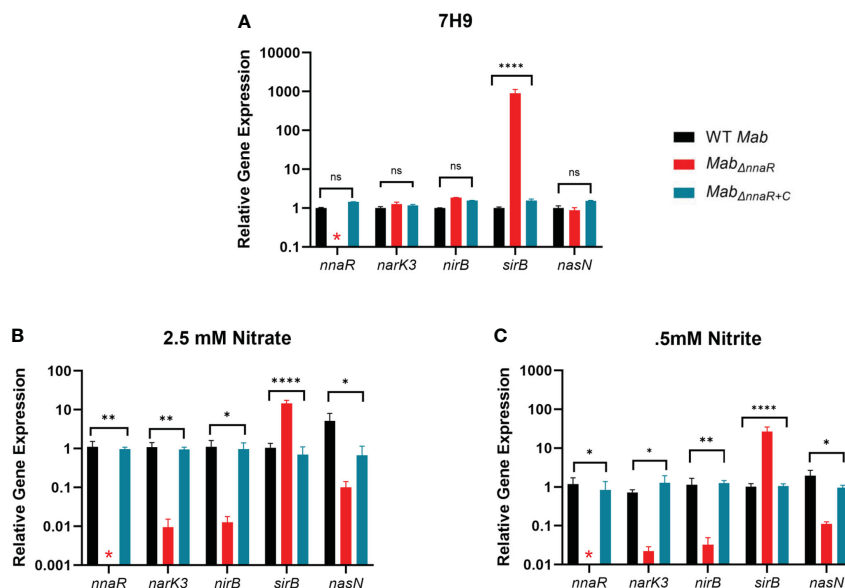 A
7H9
Relative Gene Expression
10000
1000
100
10
1
0.1
ns
ns
ns
****
ns
*
nnaR
narK3
nirB
sirB
nasN
WT Mab
MabΔnnaR
MabΔnnaR+C
B
2.5 mM Nitrate
Relative Gene Expression
100
10
1
0.1
0.01
0.001
**
**
*
****
*
*
nnaR
narK3
nirB
sirB
nasN
C
.5mM Nitrite
Relative Gene Expression
1000
100
10
1
0.1
0.01
*
*
**
****
*
*
nnaR
narK3
nirB
sirB
nasN